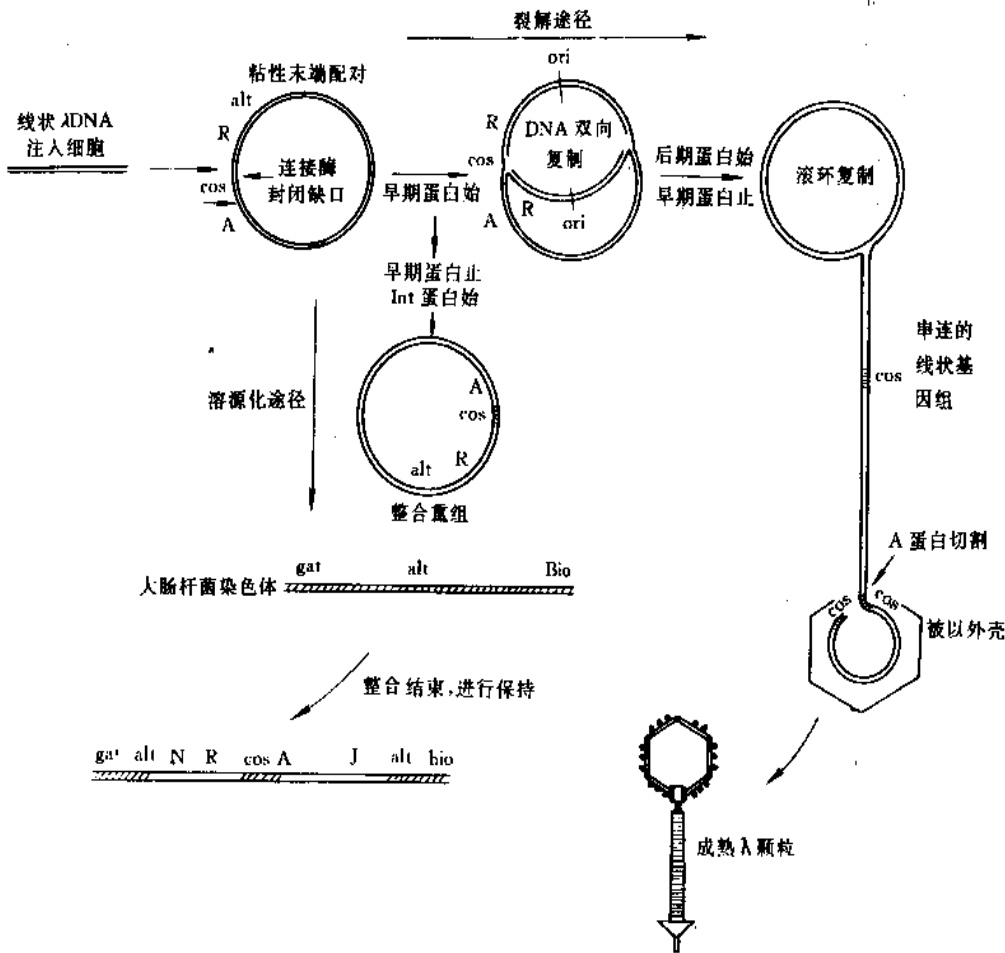 裂解途径
ori
粘性末端配对
alt
R
线状 λDNA
注入细胞
cos
连接酶
封闭缺口
A
早期蛋白始
R
DNA 双向
复制
cos
A
R
ori
后期蛋白始
早期蛋白止
滚环复制
早期蛋白止
Int 蛋白始
溶源化途径
A
cos
R
alt
整合重组
串连的
线状基
因组
cos
A 蛋白切割
gat alt Bio
大肠杆菌染色体
cos cos
被以外壳
整合结束,进行保持
gat alt N R cos A J alt bio
成熟 λ 颗粒